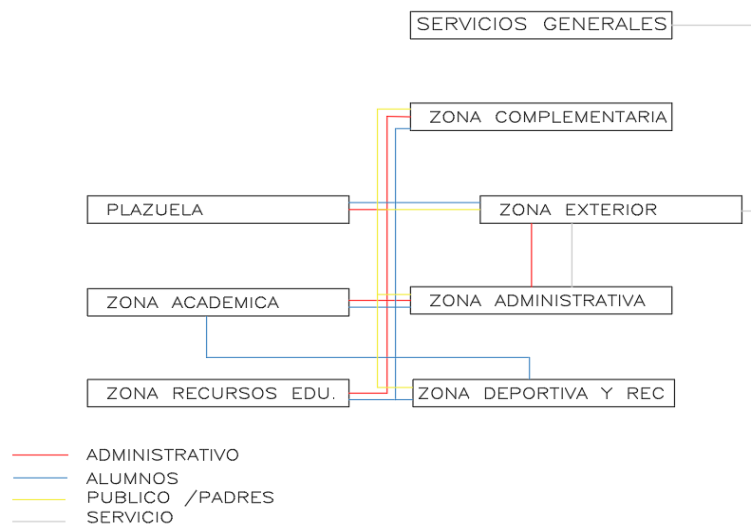 SERVICIOS GENERALES
ZONA COMPLEMENTARIA
PLAZUELA
ZONA EXTERIOR
ZONA ACADEMICA
ZONA ADMINISTRATIVA
ZONA RECURSOS EDU.
ZONA DEPORTIVA Y REC
ADMINISTRATIVO
ALUMNOS
PUBLICO /PADRES
SERVICIO